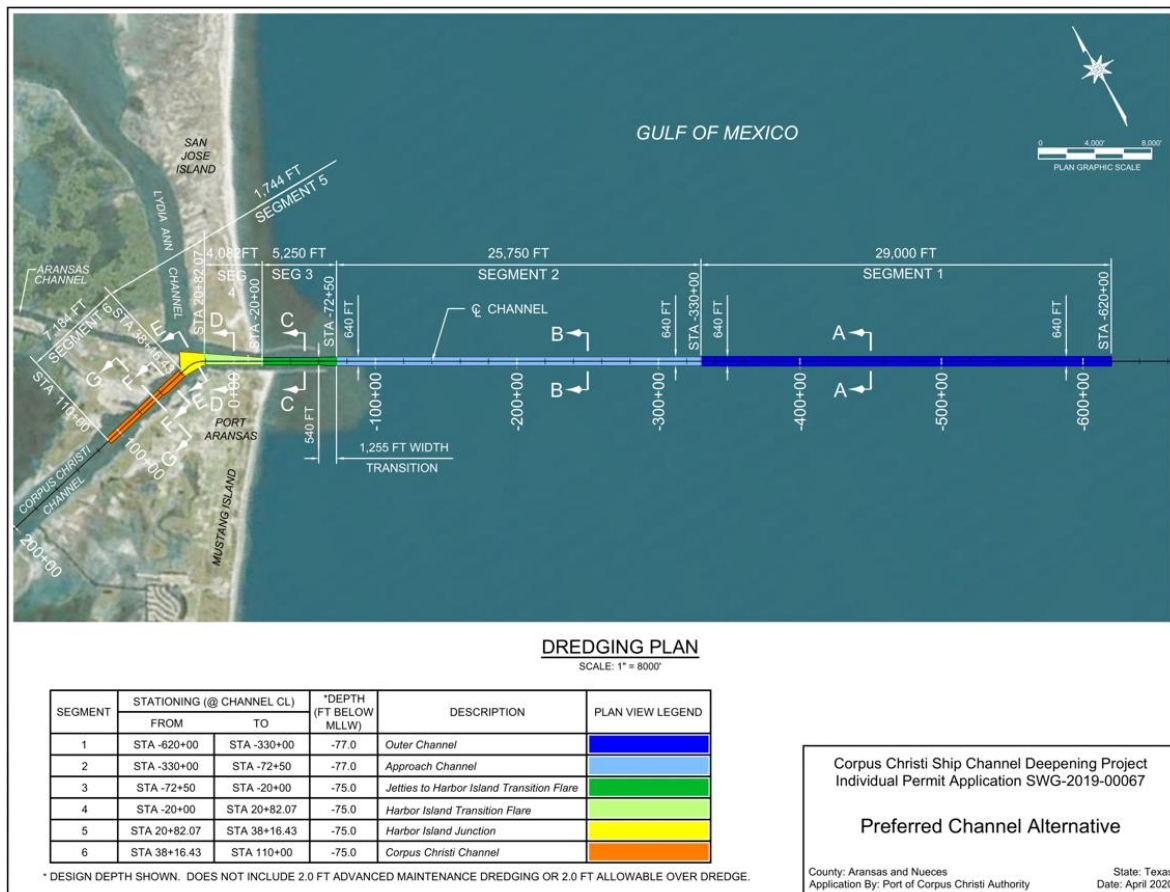 SAN
JOSE
ISLAND
GULF OF MEXICO
0 4,000' 8,000'
PLAN GRAPHIC SCALE
1,744 FT
SEGMENT 5
LYDIA ANN
CHANNEL
ARANSAS
CHANNEL
7,184 FT
SEGMENT 6
STA 38+16.43
STA 110+00
STA 20+82.07
4,082FT
SEG
4
STA -20+00
5,250 FT
SEG 3
STA -72+50
25,750 FT
SEGMENT 2
STA -330+00
29,000 FT
SEGMENT 1
STA -620+00
640 FT
℄ CHANNEL
640 FT
640 FT
640 FT
E
D
C
B
A
G
F
E
D
C
B
A
F
G
0+00
-100+00
-200+00
-300+00
-400+00
-500+00
-600+00
100+00
200+00
PORT
ARANSAS
540 FT
1,255 FT WIDTH
TRANSITION
CORPUS CHRISTI
CHANNEL
MUSTANG ISLAND
DREDGING PLAN
SCALE: 1" = 8000'
SEGMENT STATIONING (@ CHANNEL CL) *DEPTH (FT BELOW MLLW) DESCRIPTION PLAN VIEW LEGEND
FROM TO
1 STA -620+00 STA -330+00 -77.0 Outer Channel
2 STA -330+00 STA -72+50 -77.0 Approach Channel
3 STA -72+50 STA -20+00 -75.0 Jetties to Harbor Island Transition Flare
4 STA -20+00 STA 20+82.07 -75.0 Harbor Island Transition Flare
5 STA 20+82.07 STA 38+16.43 -75.0 Harbor Island Junction
6 STA 38+16.43 STA 110+00 -75.0 Corpus Christi Channel
* DESIGN DEPTH SHOWN. DOES NOT INCLUDE 2.0 FT ADVANCED MAINTENANCE DREDGING OR 2.0 FT ALLOWABLE OVER DREDGE.
Corpus Christi Ship Channel Deepening Project
Individual Permit Application SWG-2019-00067
Preferred Channel Alternative
County: Aransas and Nueces State: Texas
Application By: Port of Corpus Christi Authority Date: April 2020